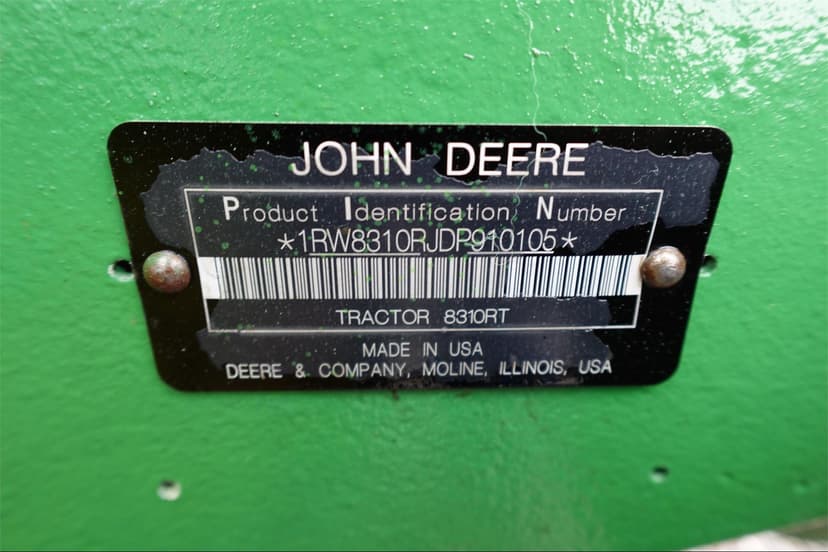 JOHN DEERE
Product Identification Number
*1RW8310RJDP910105*
TRACTOR 8310RT
MADE IN USA
DEERE & COMPANY, MOLINE, ILLINOIS, USA